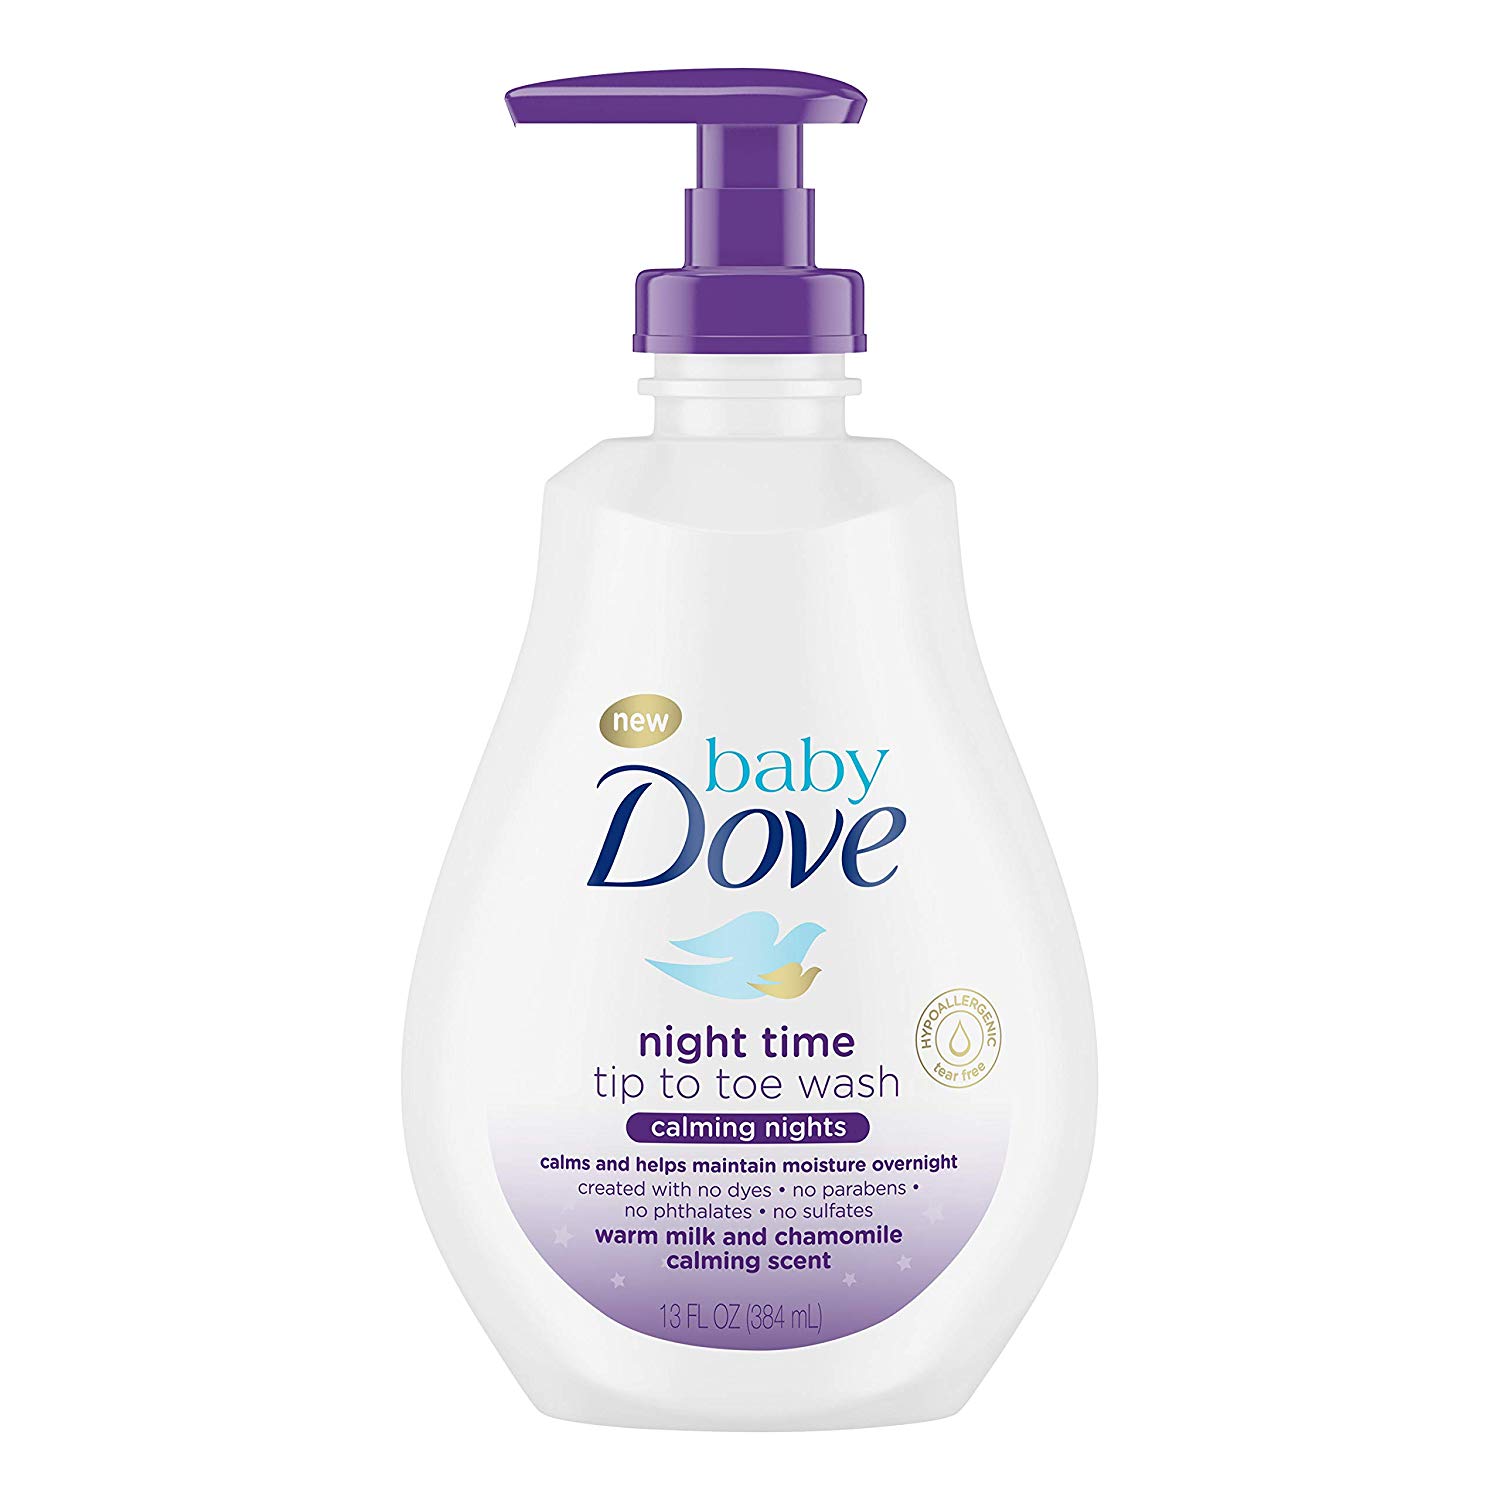 new
baby
Dove
HYPOALLERGENIC
tear free
night time
tip to toe wash
calming nights
calms and helps maintain moisture overnight
created with no dyes • no parabens •
no phthalates • no sulfates
warm milk and chamomile
calming scent
13 FL OZ (384 mL)